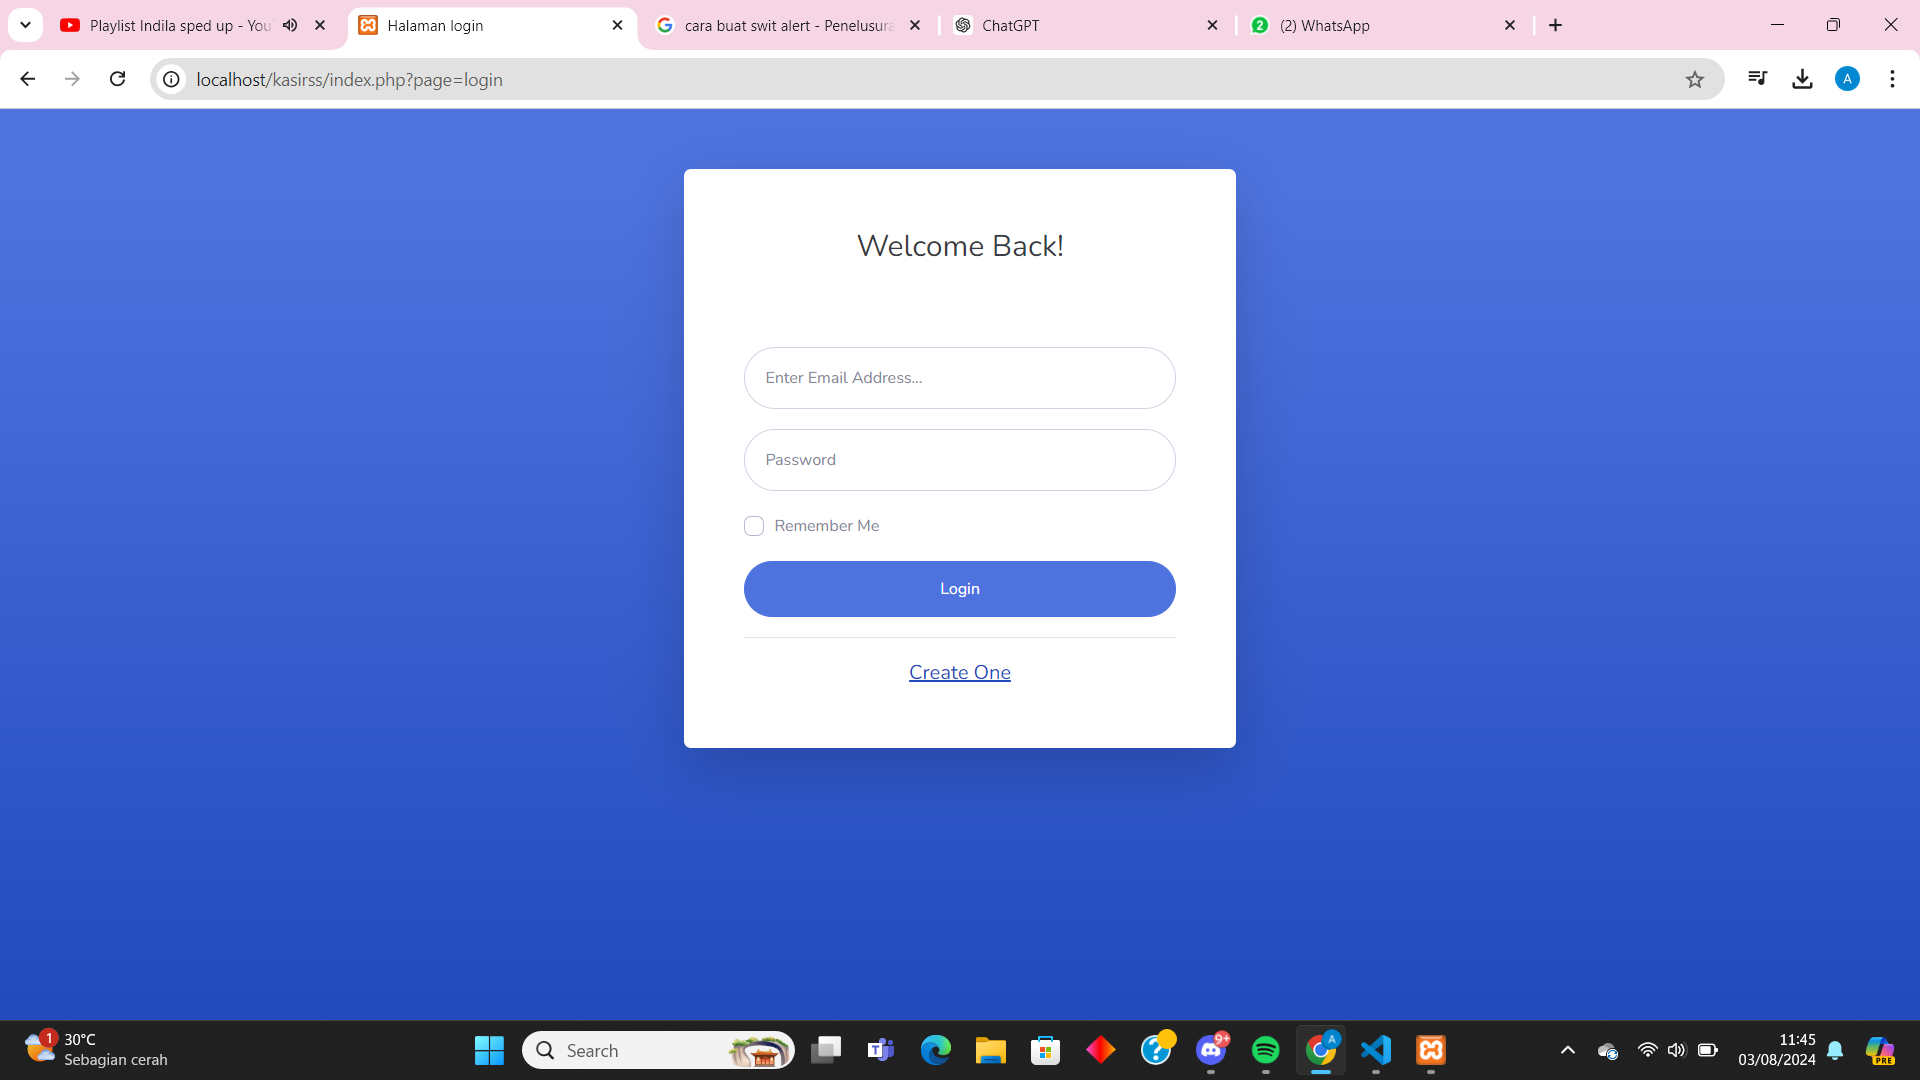 Playlist Indila sped up - You
Halaman login
cara buat swit alert - Penelusura
ChatGPT
2
(2) WhatsApp
localhost/kasirss/index.php?page=login
A
Welcome Back!
Enter Email Address...
Password
Remember Me
Login
Create One
1
30°C
Sebagian cerah
Search
T
?
9+
A
11:45
03/08/2024
PRE